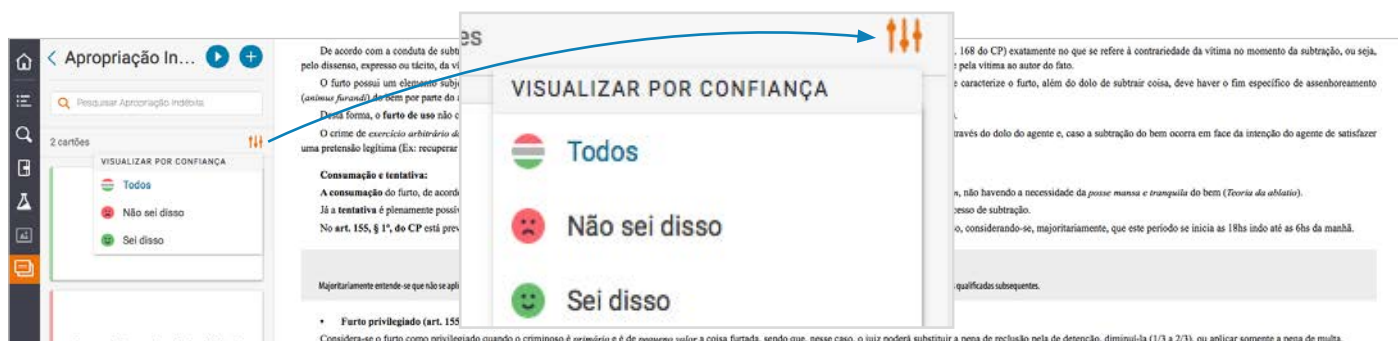 Apropriação In...
Pesquisar Apropriação Indébita
2 cartões
VISUALIZAR POR CONFIANÇA
Todos
Não sei disso
Sei disso
De acordo com a conduta de subt
pelo dissenso, expresso ou tácito, da ví
O furto possui um elemento subj
(animus furandi) do bem por parte do a
Desta forma, o furto de uso não c
O crime de exercício arbitrário da
uma pretensão legítima (Ex: recuperar
Consumação e tentativa:
A consumação do furto, de acord
Já a tentativa é plenamente possív
No art. 155, § 1º, do CP está prev
Majoritariamente entende-se que não se apli
• Furto privilegiado (art. 155
Considera-se o furto como privilegiado quando o criminoso é primário e é de pequeno valor a coisa furtada, sendo que, nesse caso, o juiz poderá substituir a pena de reclusão pela de detenção, diminuí-la (1/3 a 2/3), ou aplicar somente a pena de multa.
es
VISUALIZAR POR CONFIANÇA
Todos
Não sei disso
Sei disso
. 168 do CP) exatamente no que se refere à contrariedade da vítima no momento da subtração, ou seja,
pela vítima ao autor do fato.
e caracterize o furto, além do dolo de subtrair coisa, deve haver o fim específico de assenhoreamento
través do dolo do agente e, caso a subtração do bem ocorra em face da intenção do agente de satisfazer
, não havendo a necessidade da posse mansa e tranquila do bem (Teoria da ablatio).
esso de subtração.
o, considerando-se, majoritariamente, que este período se inicia as 18hs indo até as 6hs da manhã.
qualificadas subsequentes.